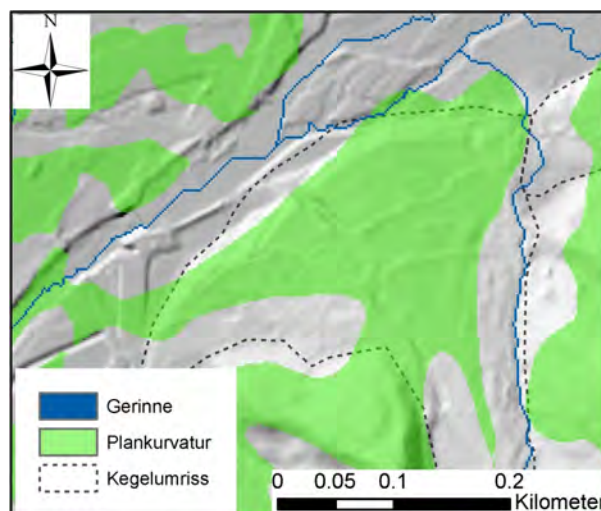 N
Gerinne
Plankurvatur
Kegelumriss
0 0.05 0.1 0.2
Kilometer